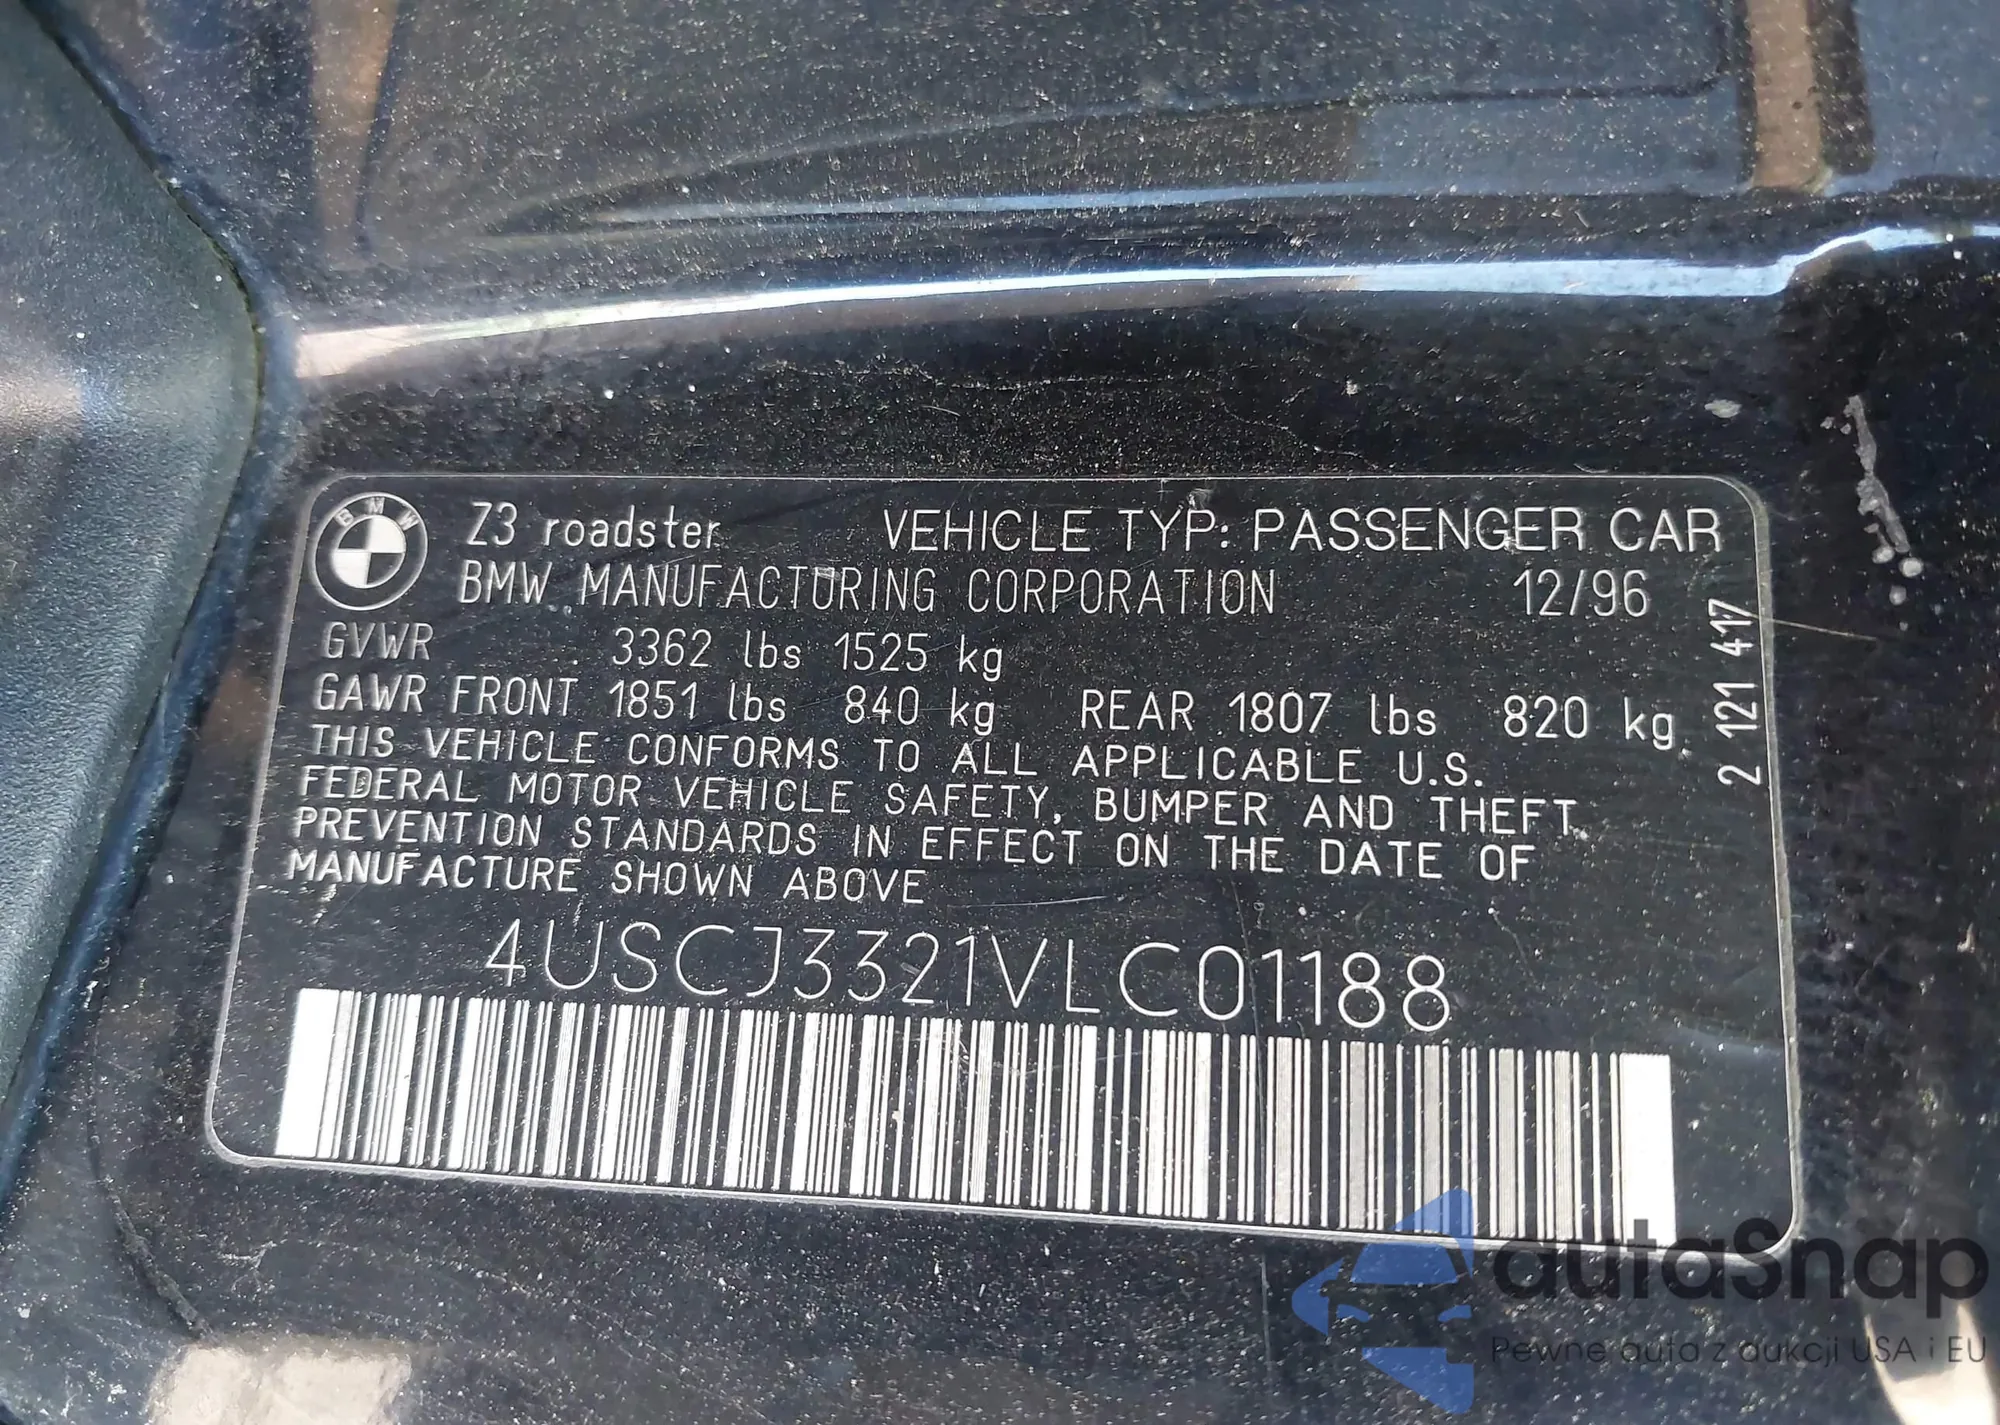 BMW
Z3 roadster VEHICLE TYP: PASSENGER CAR
BMW MANUFACTURING CORPORATION 12/96
GVWR 3362 lbs 1525 kg
GAWR FRONT 1851 lbs 840 kg REAR 1807 lbs 820 kg
2 121 417
THIS VEHICLE CONFORMS TO ALL APPLICABLE U.S.
FEDERAL MOTOR VEHICLE SAFETY, BUMPER AND THEFT
PREVENTION STANDARDS IN EFFECT ON THE DATE OF
MANUFACTURE SHOWN ABOVE
4USCJ3321VLC01188
autaSnap
Pewne auta z aukcji USA i EU